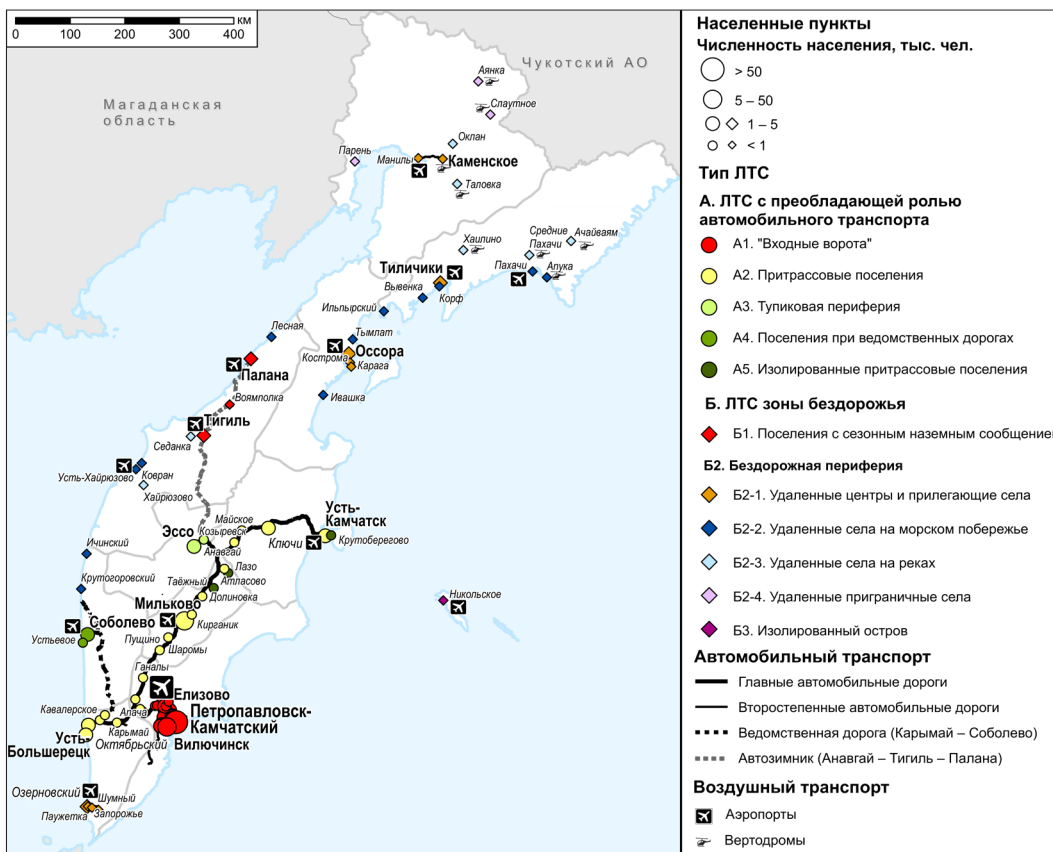 0 100 200 300 400 км
Чукотский АО
Магаданская
область
Аянка
Слаутное
Оклан
Парень
Манилы
Каменское
Таловка
Средние
Пахачи
Ачайваям
Хаилино
Тиличики
Пахачи
Апука
Вывенка
Корф
Ильпырский
Лесная
Тымлат
Оссора
Кострома
Карага
Палана
Воямполка
Ивашка
Тигиль
Седанка
Усть-Хайрюзово
Ковран
Хайрюзово
Усть-
Камчатск
Майское
Эссо
Козыревск
Ключи
Крутоберегово
Анавгай
Ичинский
Лазо
Таёжный
Атласово
Крутогоровский
Долиновка
Никольское
Мильково
Соболево
Кирганик
Устьевое
Пущино
Шаромы
Ганалы
Елизово
Кавалерское
Апача
Петропавловск-
Камчатский
Карымай
Усть-
Большерецк
Октябрьский
Вилючинск
Озерновский
Шумный
Паужетка
Запорожье
Населенные пункты
Численность населения, тыс. чел.
> 50
5 – 50
1 – 5
< 1
Тип ЛТС
А. ЛТС с преобладающей ролью
автомобильного транспорта
А1. "Входные ворота"
А2. Притрассовые поселения
А3. Тупиковая периферия
А4. Поселения при ведомственных дорогах
А5. Изолированные притрассовые поселения
Б. ЛТС зоны бездорожья
Б1. Поселения с сезонным наземным сообщением
Б2. Бездорожная периферия
Б2-1. Удаленные центры и прилегающие села
Б2-2. Удаленные села на морском побережье
Б2-3. Удаленные села на реках
Б2-4. Удаленные приграничные села
Б3. Изолированный остров
Автомобильный транспорт
Главные автомобильные дороги
Второстепенные автомобильные дороги
Ведомственная дорога (Карымай – Соболево)
Автозимник (Анавгай – Тигиль – Палана)
Воздушный транспорт
Аэропорты
Вертодромы